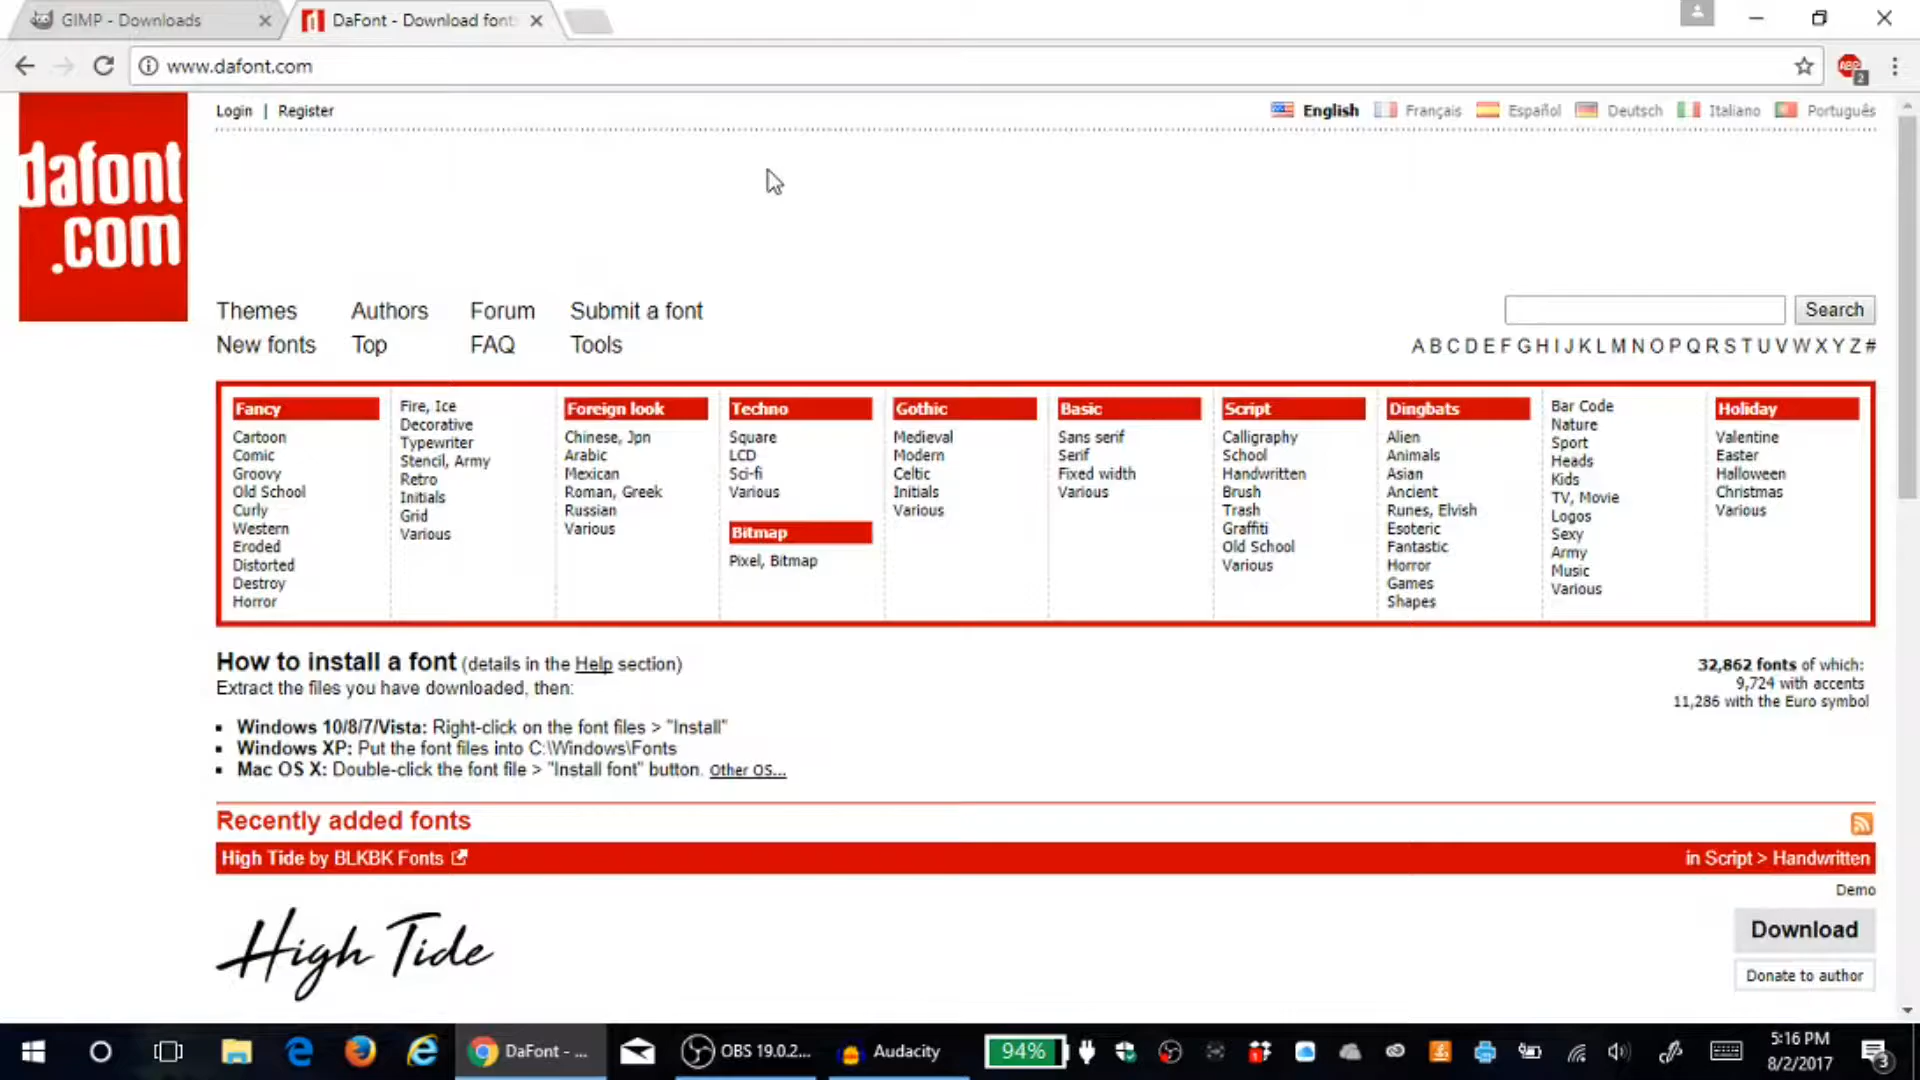 GIMP - Downloads
DaFont - Download font
www.dafont.com
ABP
2
dafont
.com
Login | Register
English Français Español Deutsch Italiano Português
Themes Authors Forum Submit a font
Search
New fonts Top FAQ Tools
A B C D E F G H I J K L M N O P Q R S T U V W X Y Z #
Fancy
Cartoon
Comic
Groovy
Old School
Curly
Western
Eroded
Distorted
Destroy
Horror
Fire, Ice
Decorative
Typewriter
Stencil, Army
Retro
Initials
Grid
Various
Foreign look
Chinese, Jpn
Arabic
Mexican
Roman, Greek
Russian
Various
Techno
Square
LCD
Sci-fi
Various
Bitmap
Pixel, Bitmap
Gothic
Medieval
Modern
Celtic
Initials
Various
Basic
Sans serif
Serif
Fixed width
Various
Script
Calligraphy
School
Handwritten
Brush
Trash
Graffiti
Old School
Various
Dingbats
Alien
Animals
Asian
Ancient
Runes, Elvish
Esoteric
Fantastic
Horror
Games
Shapes
Bar Code
Nature
Sport
Heads
Kids
TV, Movie
Logos
Sexy
Army
Music
Various
Holiday
Valentine
Easter
Halloween
Christmas
Various
How to install a font (details in the Help section)
Extract the files you have downloaded, then:
Windows 10/8/7/Vista: Right-click on the font files > "Install"
Windows XP: Put the font files into C:\Windows\Fonts
Mac OS X: Double-click the font file > "Install font" button. Other OS...
32,862 fonts of which:
9,724 with accents
11,286 with the Euro symbol
Recently added fonts
High Tide by BLKBK Fonts
in Script > Handwritten
Demo
High Tide
Download
Donate to author
DaFont - ...
OBS 19.0.2...
Audacity
94%
5:16 PM
8/2/2017
3